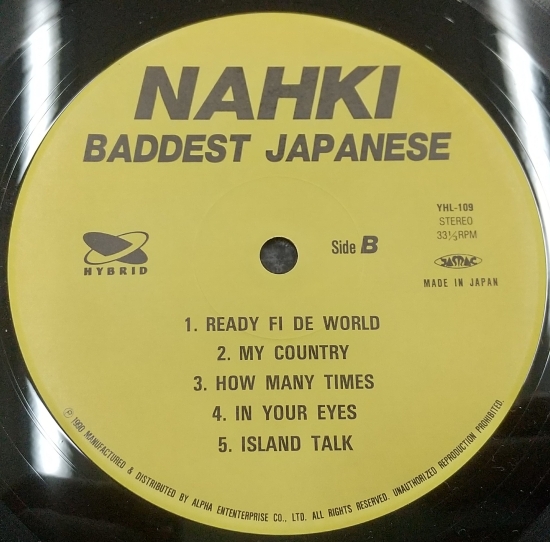 NAHKI
BADDEST JAPANESE
YHL-109
STEREO
33⅓RPM
Side B
HYBRID
JASRAC
MADE IN JAPAN
1. READY FI DE WORLD
2. MY COUNTRY
3. HOW MANY TIMES
4. IN YOUR EYES
5. ISLAND TALK
Ⓟ 1990 MANUFACTURED & DISTRIBUTED BY ALPHA ENTENTERPRISE CO., LTD. ALL RIGHTS RESERVED. UNAUTHORIZED REPRODUCTION PROHIBITED.